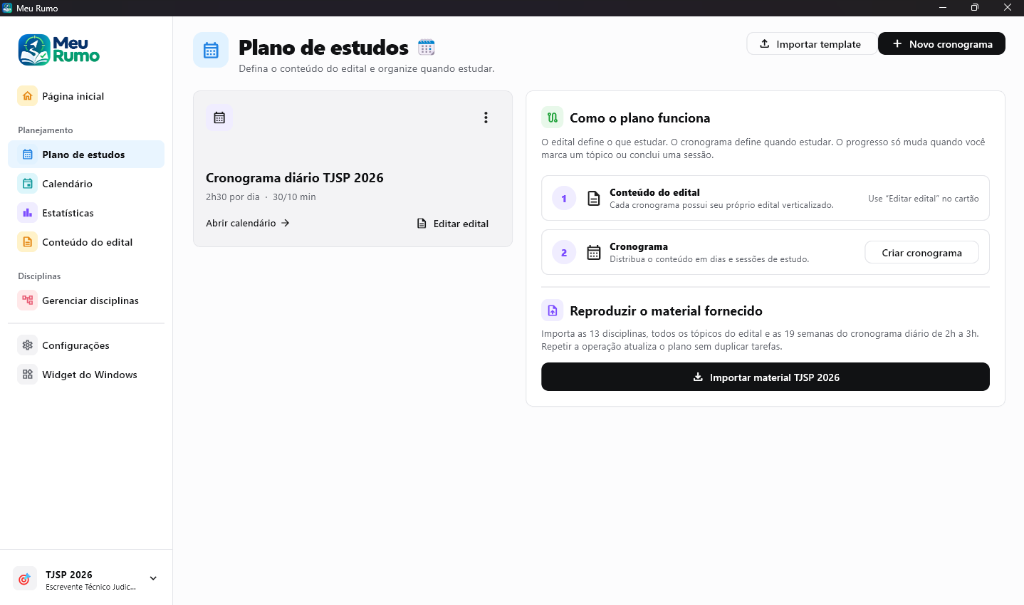 Meu Rumo
Meu
Rumo
Página inicial
Planejamento
Plano de estudos
Calendário
Estatísticas
Conteúdo do edital
Disciplinas
Gerenciar disciplinas
Configurações
Widget do Windows
TJSP 2026
Escrevente Técnico Judic...
Plano de estudos
Defina o conteúdo do edital e organize quando estudar.
Importar template
Novo cronograma
Cronograma diário TJSP 2026
2h30 por dia · 30/10 min
Abrir calendário →
Editar edital
Como o plano funciona
O edital define o que estudar. O cronograma define quando estudar. O progresso só muda quando você
marca um tópico ou conclui uma sessão.
1
Conteúdo do edital
Cada cronograma possui seu próprio edital verticalizado.
Use “Editar edital” no cartão
2
Cronograma
Distribua o conteúdo em dias e sessões de estudo.
Criar cronograma
Reproduzir o material fornecido
Importa as 13 disciplinas, todos os tópicos do edital e as 19 semanas do cronograma diário de 2h a 3h.
Repetir a operação atualiza o plano sem duplicar tarefas.
Importar material TJSP 2026